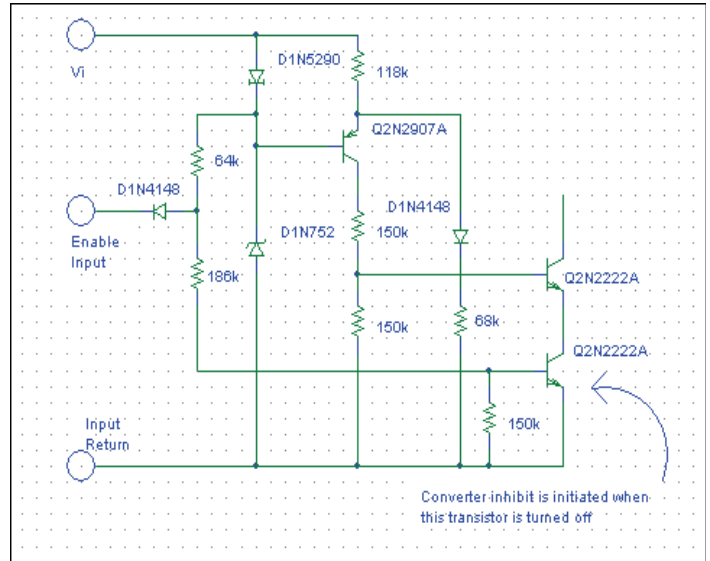 D1N5290
Vi
118k
Q2N2907A
64k
D1N4148
D1N4148
Enable
Input
D1N752
150k
186k
Q2N2222A
150k
68k
Q2N2222A
Input
Return
150k
Converter inhibit is initiated when
this transistor is turned off